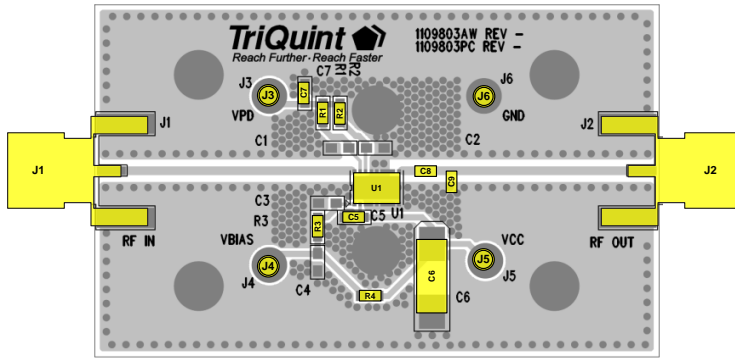 TriQuint
Reach Further · Reach Faster
1109803AW REV -
1109803PC REV -
J3
C7
R1
R2
J6
J3
C7
R1
R2
J6
VPD
GND
J1
J2
C1
C2
J1
J2
C8
U1
C9
C3
C5
C5
U1
R3
R3
RF IN
VBIAS
VCC
RF OUT
J4
J5
J4
C4
R4
C6
C6
J5